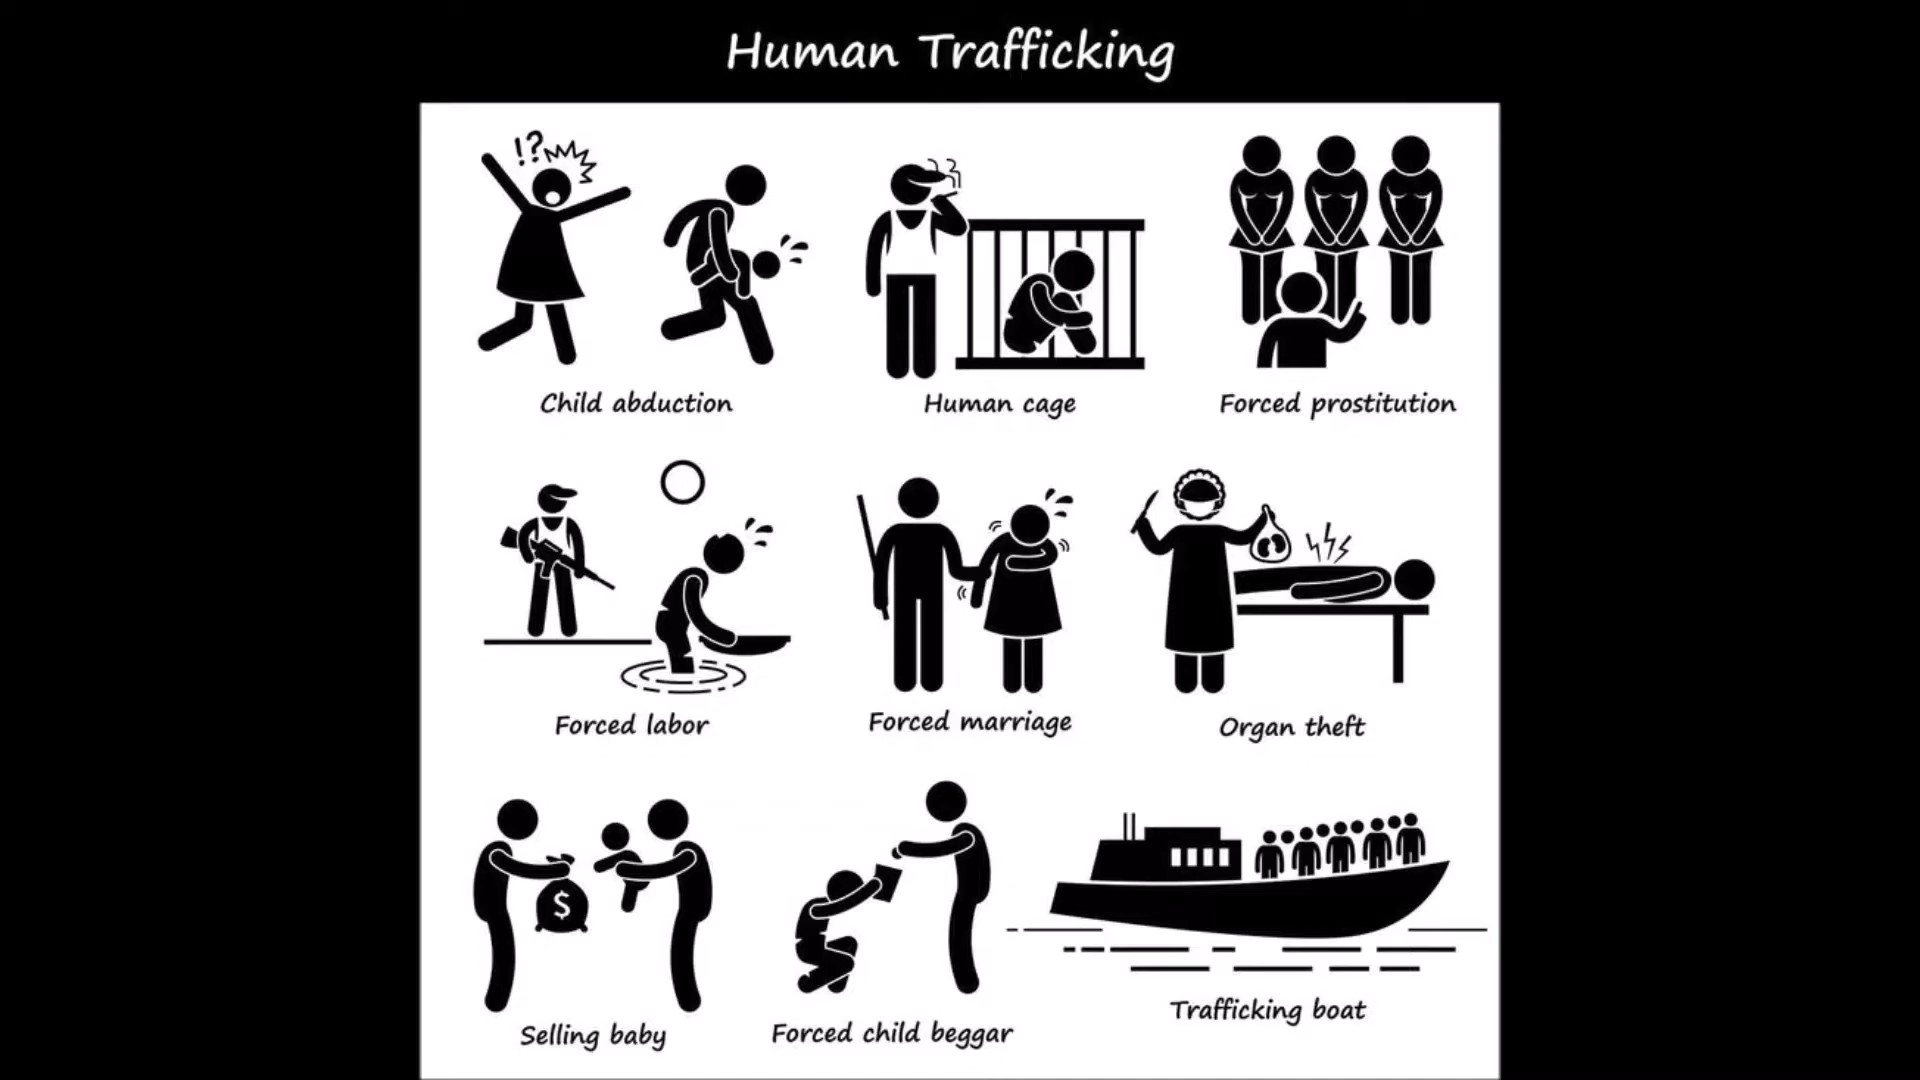 Human Trafficking
!?
Child abduction
Human cage
Forced prostitution
Forced labor
Forced marriage
Organ theft
$
Selling baby
Forced child beggar
Trafficking boat